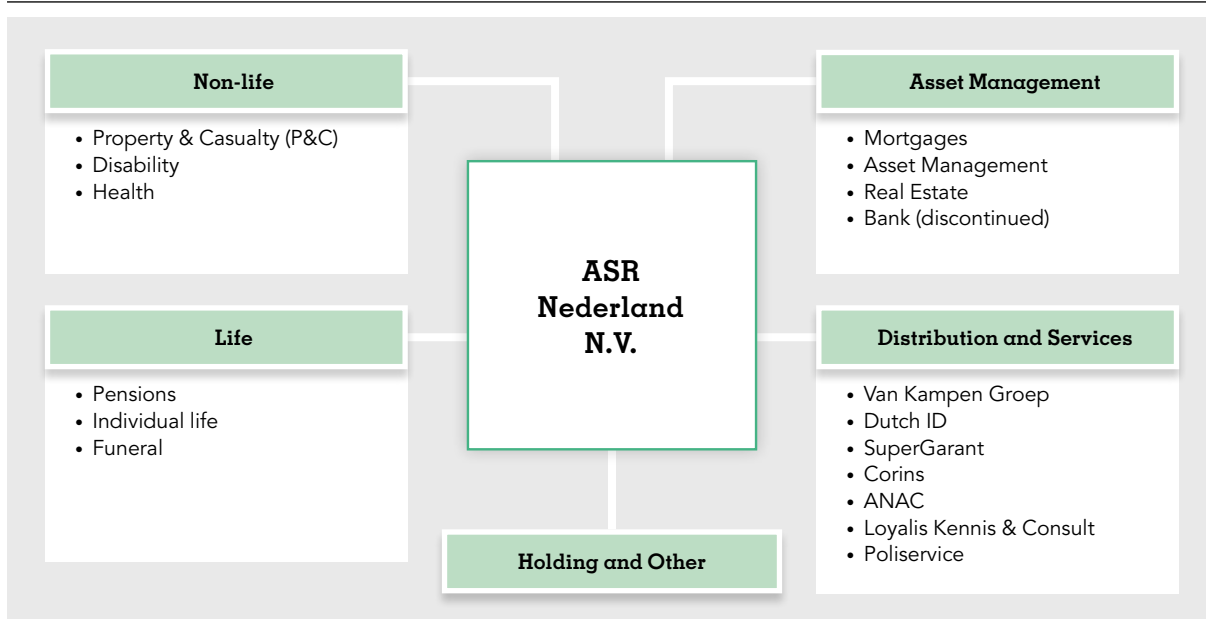 Non-life
• Property & Casualty (P&C)
• Disability
• Health
Life
• Pensions
• Individual life
• Funeral
ASR
Nederland
N.V.
Holding and Other
Asset Management
• Mortgages
• Asset Management
• Real Estate
• Bank (discontinued)
Distribution and Services
• Van Kampen Groep
• Dutch ID
• SuperGarant
• Corins
• ANAC
• Loyalis Kennis & Consult
• Poliservice